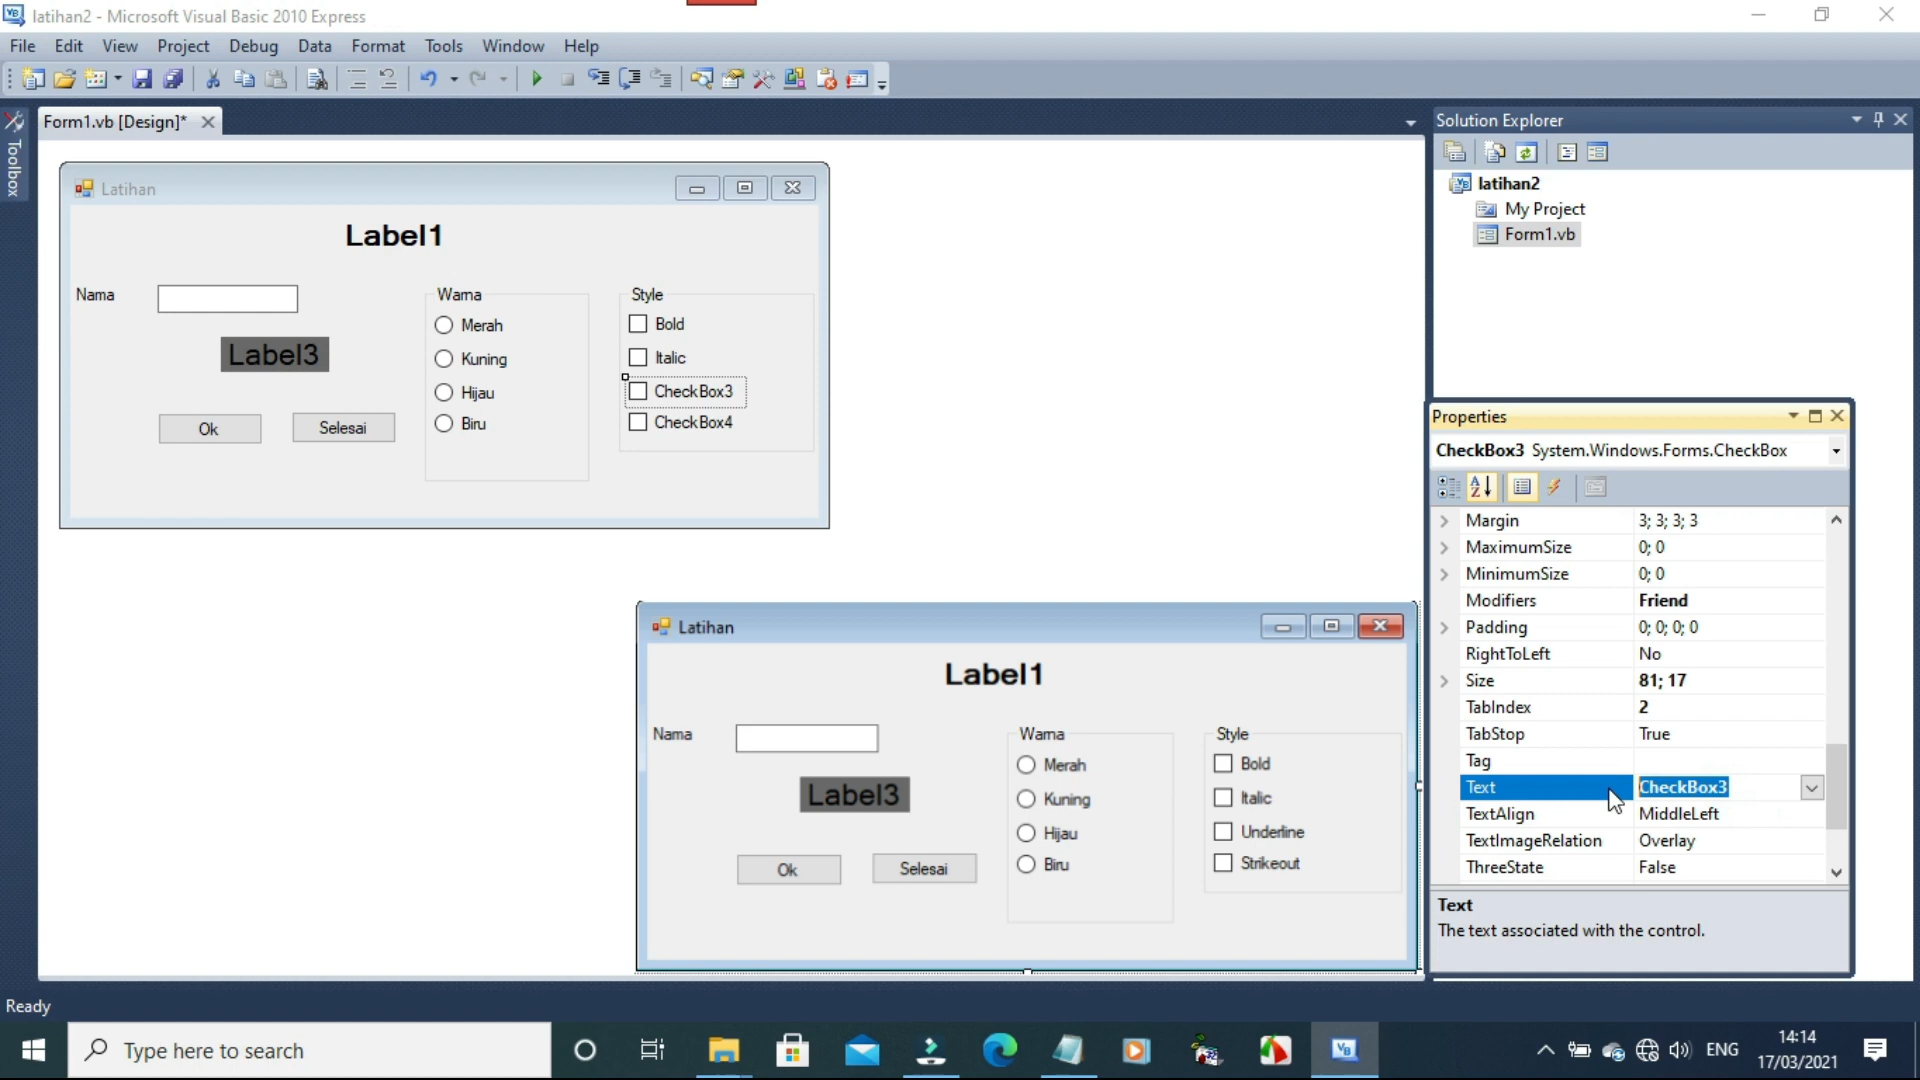 latihan2 - Microsoft Visual Basic 2010 Express
File Edit View Project Debug Data Format Tools Window Help
Form1.vb [Design]*
Toolbox
Latihan
Label1
Nama
Label3
Ok
Selesai
Warna
Merah
Kuning
Hijau
Biru
Style
Bold
Italic
CheckBox3
CheckBox4
Latihan
Label1
Nama
Label3
Ok
Selesai
Warna
Merah
Kuning
Hijau
Biru
Style
Bold
Italic
Underline
Strikeout
Solution Explorer
latihan2
My Project
Form1.vb
Properties
CheckBox3 System.Windows.Forms.CheckBox
Margin 3; 3; 3; 3
MaximumSize 0; 0
MinimumSize 0; 0
Modifiers Friend
Padding 0; 0; 0; 0
RightToLeft No
Size 81; 17
TabIndex 2
TabStop True
Tag
Text CheckBox3
TextAlign MiddleLeft
TextImageRelation Overlay
ThreeState False
Text
The text associated with the control.
Ready
Type here to search
ENG
14:14
17/03/2021